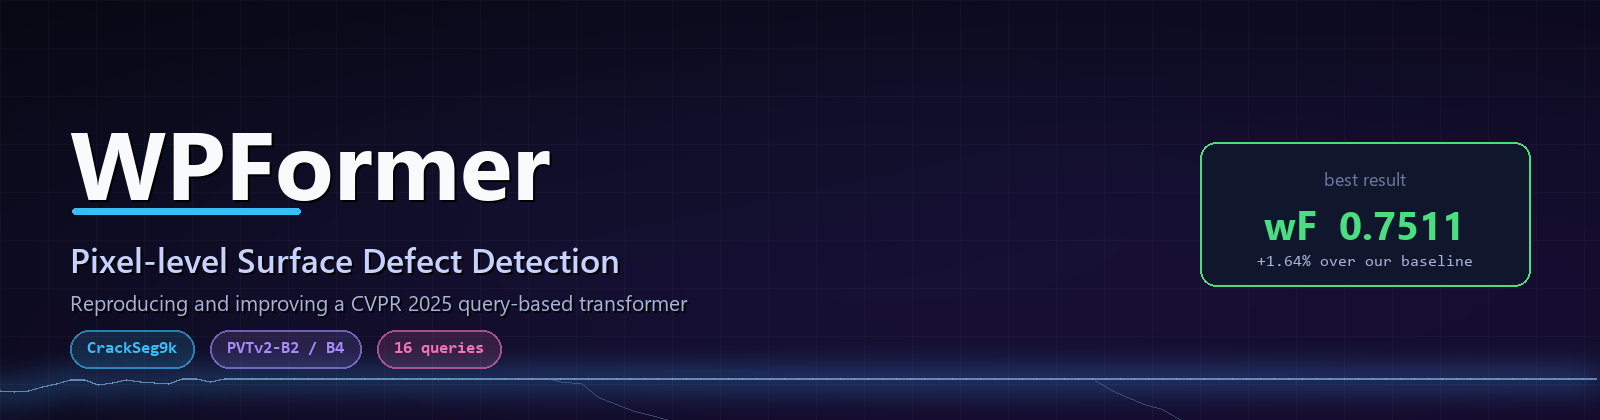 WPFormer
Pixel-level Surface Defect Detection
Reproducing and improving a CVPR 2025 query-based transformer
CrackSeg9k
PVTv2-B2 / B4
16 queries
best result
wF 0.7511
+1.64% over our baseline